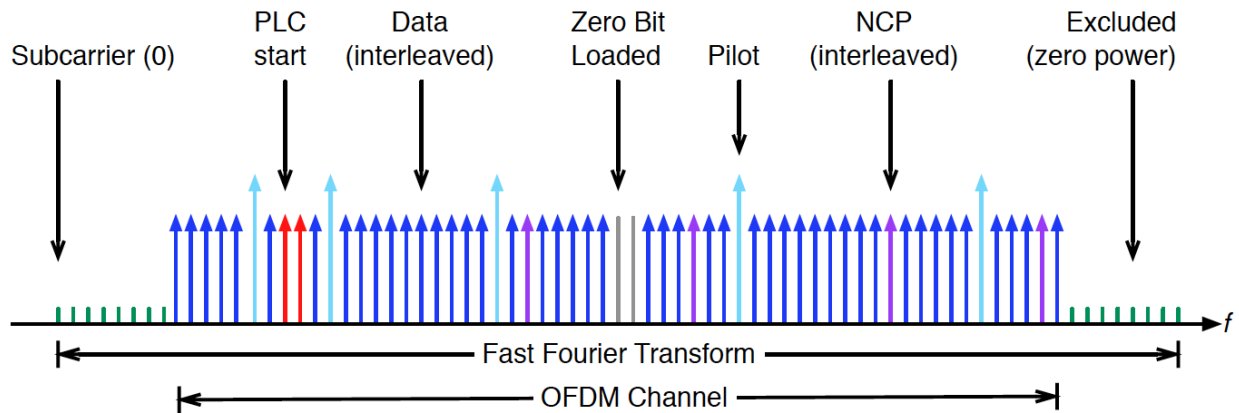 Subcarrier (0)
PLC
start
Data
(interleaved)
Zero Bit
Loaded
Pilot
NCP
(interleaved)
Excluded
(zero power)
f
Fast Fourier Transform
OFDM Channel